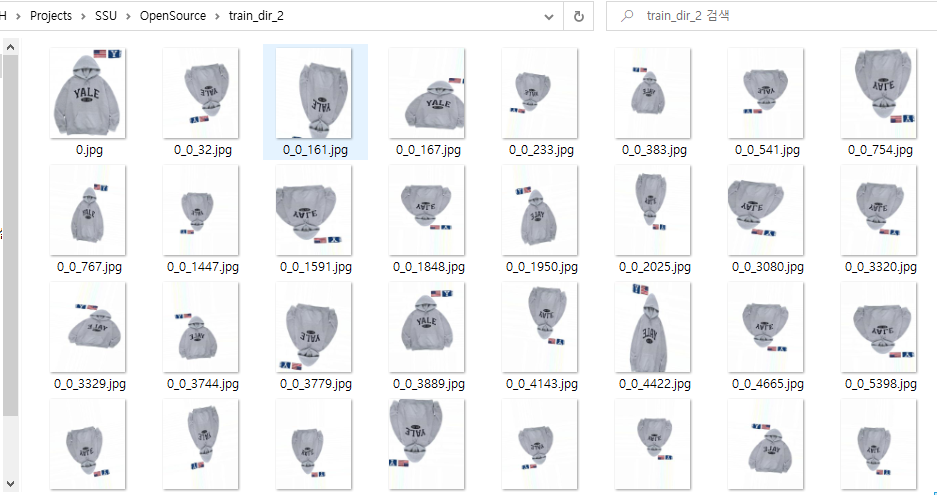 H › Projects › SSU › OpenSource › train_dir_2
train_dir_2 검색
YALE
0.jpg
0_0_32.jpg
0_0_161.jpg
0_0_167.jpg
0_0_233.jpg
0_0_383.jpg
0_0_541.jpg
0_0_754.jpg
0_0_767.jpg
0_0_1447.jpg
0_0_1591.jpg
0_0_1848.jpg
0_0_1950.jpg
0_0_2025.jpg
0_0_3080.jpg
0_0_3320.jpg
0_0_3329.jpg
0_0_3744.jpg
0_0_3779.jpg
0_0_3889.jpg
0_0_4143.jpg
0_0_4422.jpg
0_0_4665.jpg
0_0_5398.jpg